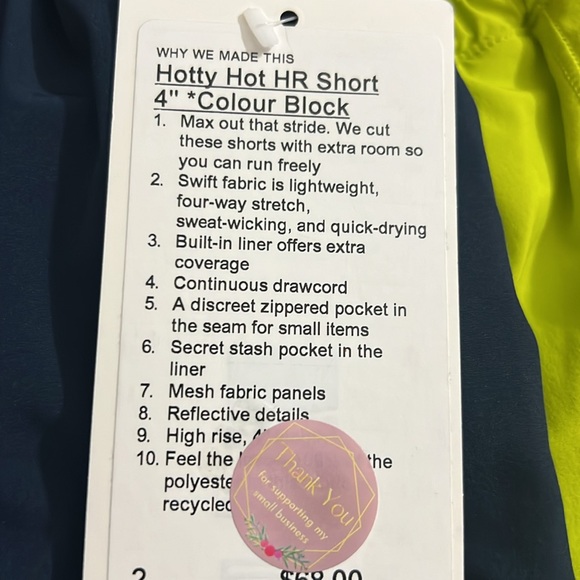 WHY WE MADE THIS
Hotty Hot HR Short
4" *Colour Block
1. Max out that stride. We cut
these shorts with extra room so
you can run freely
2. Swift fabric is lightweight,
four-way stretch,
sweat-wicking, and quick-drying
3. Built-in liner offers extra
coverage
4. Continuous drawcord
5. A discreet zippered pocket in
the seam for small items
6. Secret stash pocket in the
liner
7. Mesh fabric panels
8. Reflective details
9. High rise, 4"
10. Feel the the
polyeste
recycled
Thank You
for supporting my
small business
2 $68.00